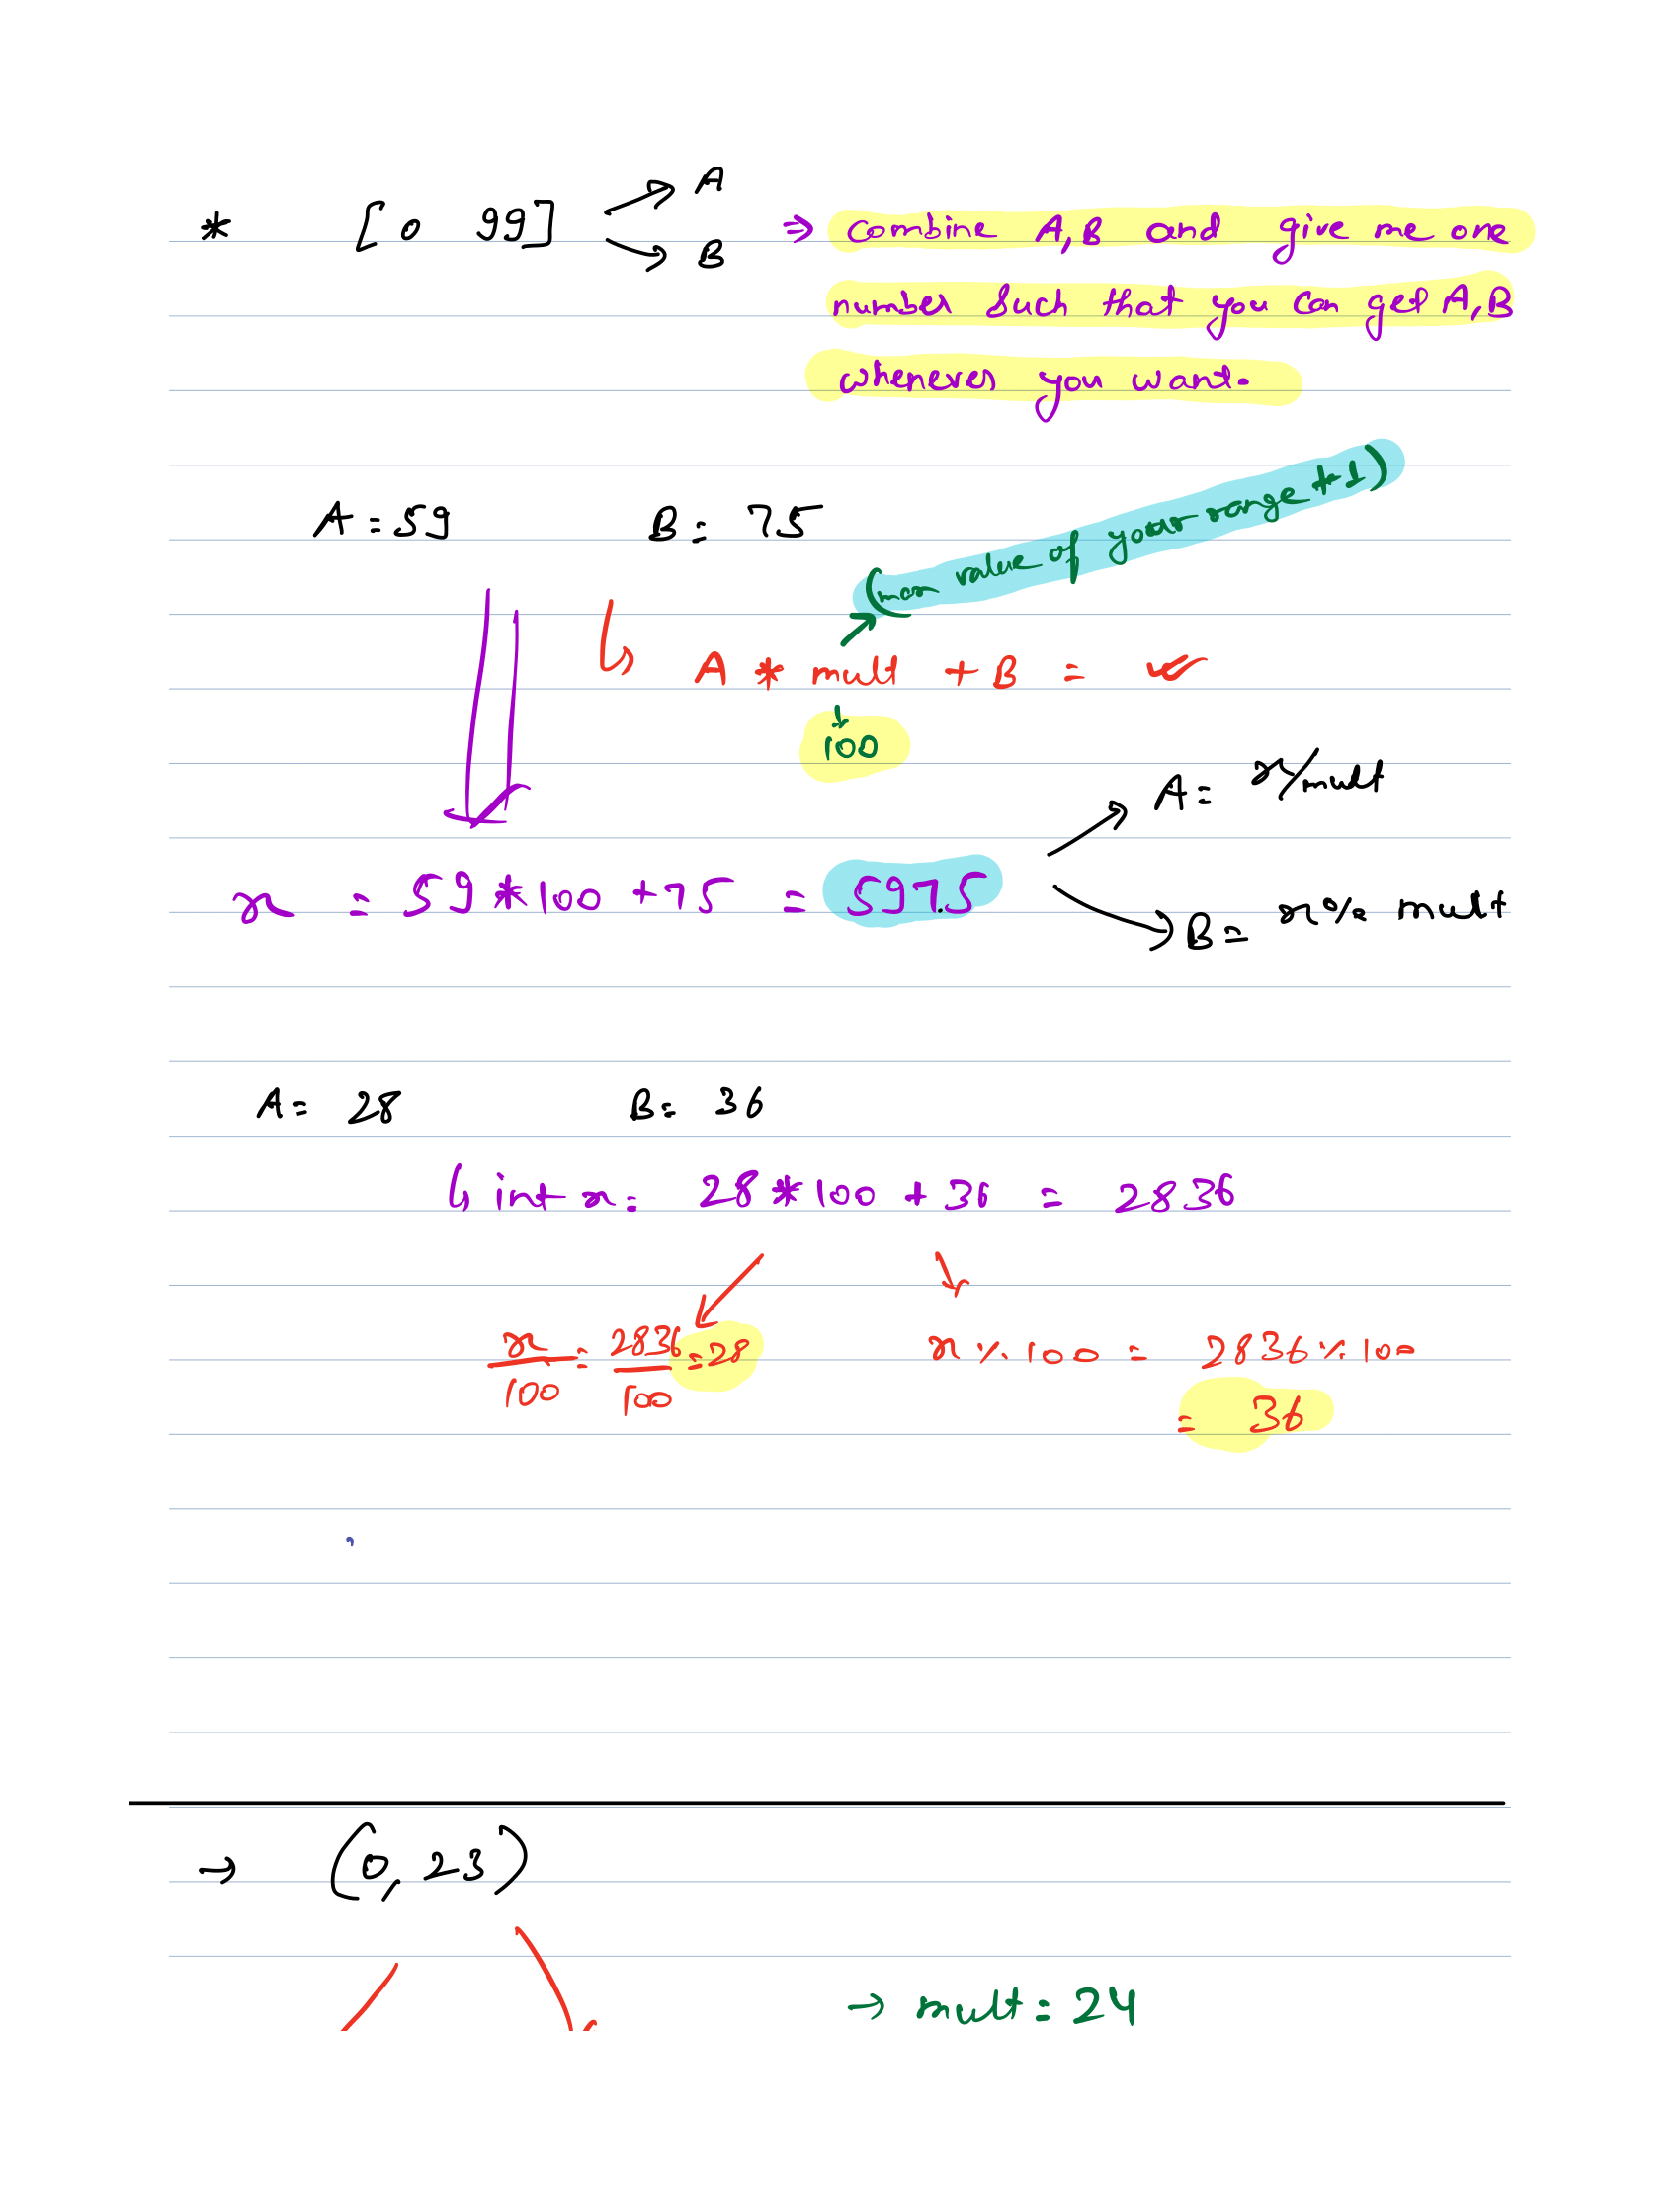 * [0 99] → A
→ B
⇒ combine A,B and give me one
number such that you can get A,B
whenever you want.
A = 59 B = 75
(max value of your range + 1)
A * mult + B = ✓
100
A = x/mult
x = 59 * 100 + 75 = 5975
B = x % mult
A = 28 B = 36
↳ int x = 28 * 100 + 36 = 2836
x/100 = 2836/100 = 28 x % 100 = 2836 % 100
= 36
→ (0, 23)
→ mult = 24